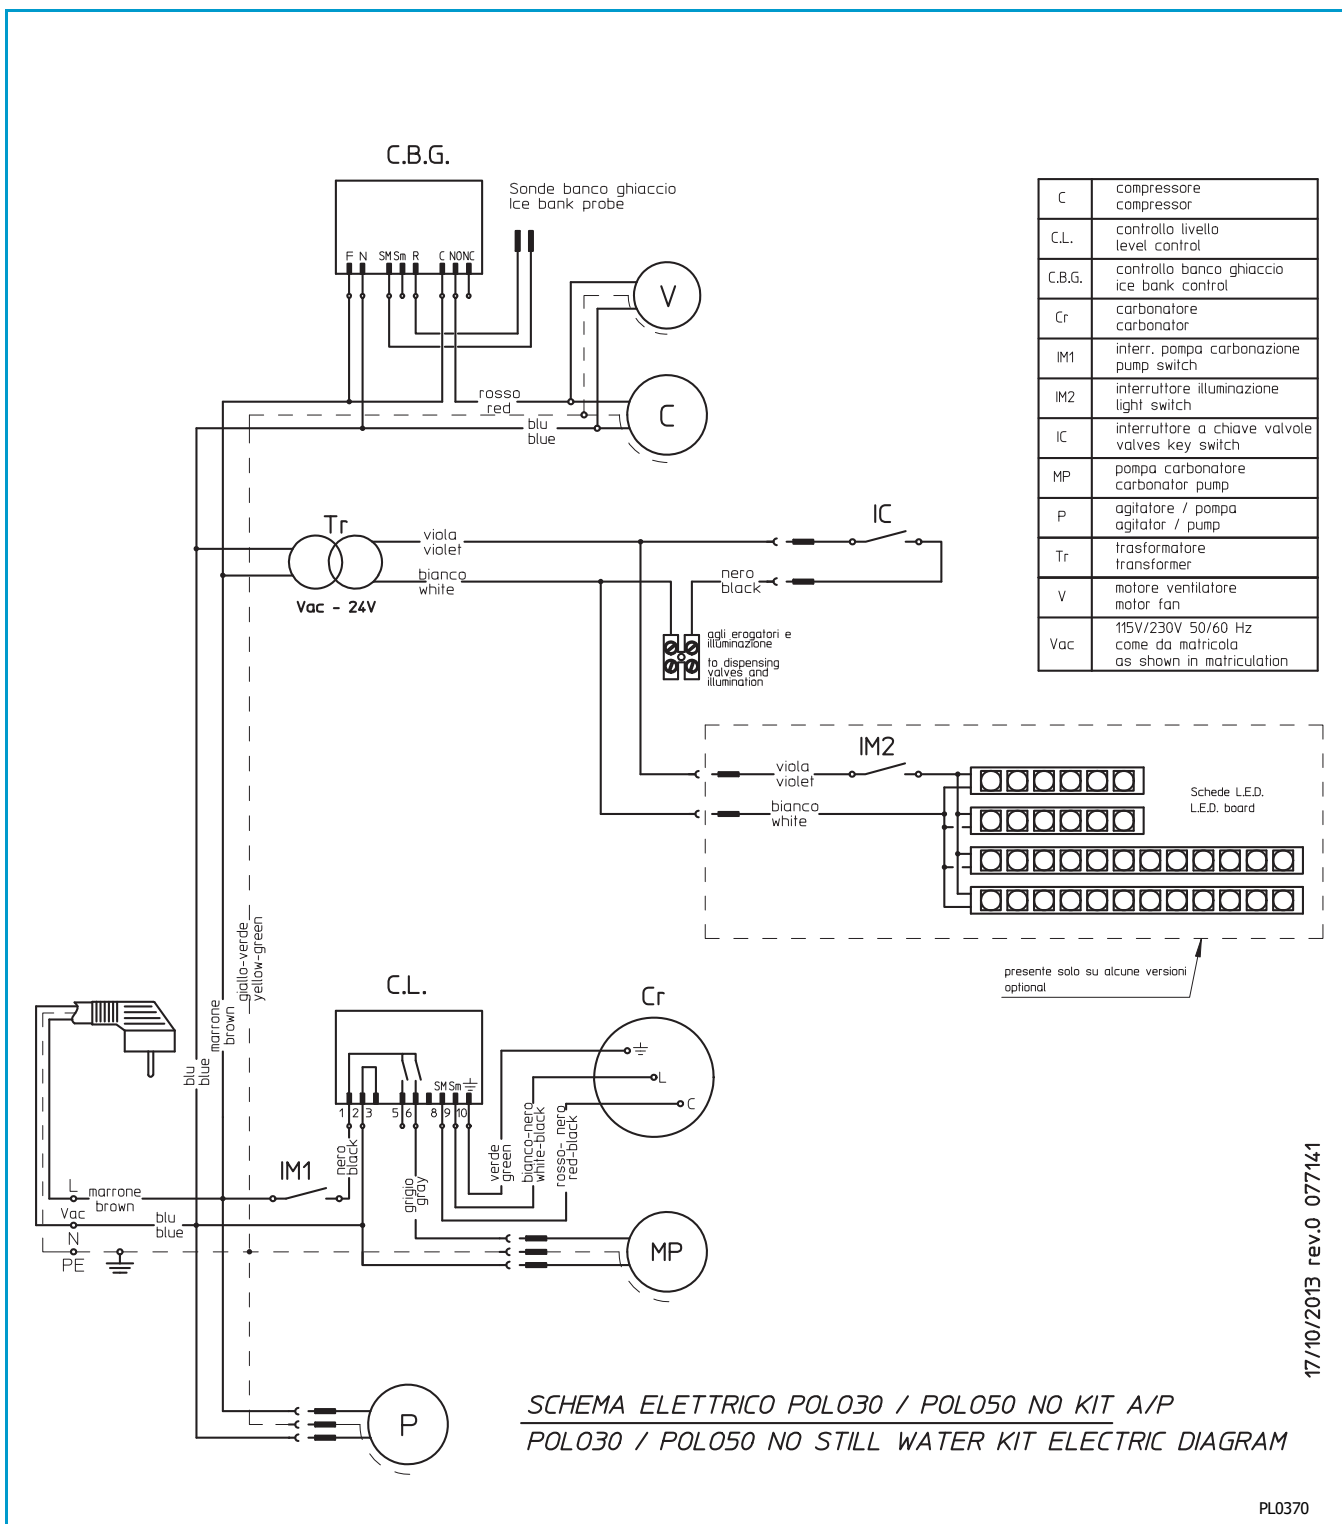 C.B.G.
Sonde banco ghiaccio
Ice bank probe
F N SM Sm R C NO NC
V
rosso
red
C
blu
blue
C
compressore
compressor
C.L.
controllo livello
level control
C.B.G.
controllo banco ghiaccio
ice bank control
Cr
carbonatore
carbonator
IM1
interr. pompa carbonazione
pump switch
IM2
interruttore illuminazione
light switch
IC
interruttore a chiave valvole
valves key switch
MP
pompa carbonatore
carbonator pump
P
agitatore / pompa
agitator / pump
Tr
trasformatore
transformer
V
motore ventilatore
motor fan
Vac
115V/230V 50/60 Hz
come da matricola
as shown in matriculation
Tr
viola
violet
IC
bianco
white
nero
black
Vac - 24V
agli erogatori e
illuminazione
to dispensing
valves and
illumination
IM2
viola
violet
bianco
white
Schede L.E.D.
L.E.D. board
presente solo su alcune versioni
optional
giallo-verde
yellow-green
marrone
brown
blu
blue
C.L.
Cr
L
C
SM Sm
1 2 3 5 6 8 9 10
nero
black
grigio
gray
verde
green
bianco-nero
white-black
rosso- nero
red-black
IM1
L
marrone
brown
Vac
blu
blue
N
PE
MP
P
17/10/2013 rev.0 077141
SCHEMA ELETTRICO POLO30 / POLO50 NO KIT A/P
POLO30 / POLO50 NO STILL WATER KIT ELECTRIC DIAGRAM
PL0370